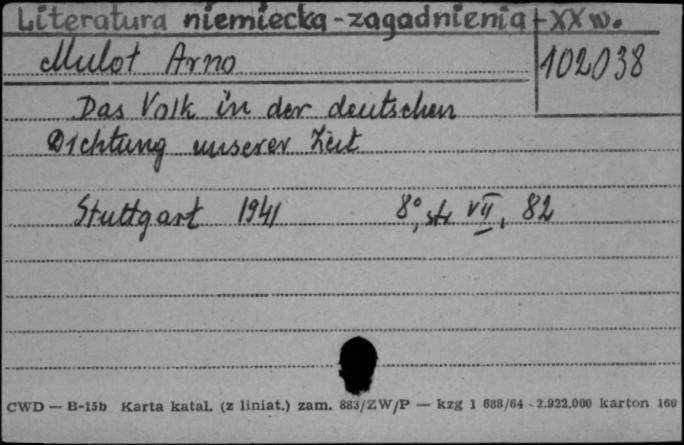 Literatura niemiecka-zagadnienia-XX w.
Mulot Arno
102038
Das Volk in der deutschen
Dichtung unserer Zeit
Stuttgart 1941 8°, str VII, 82
CWD — B-15b Karta katal. (z liniat.) zam. 883/ZW/P — kzg 1 688/64 - 2.922.000 karton 160